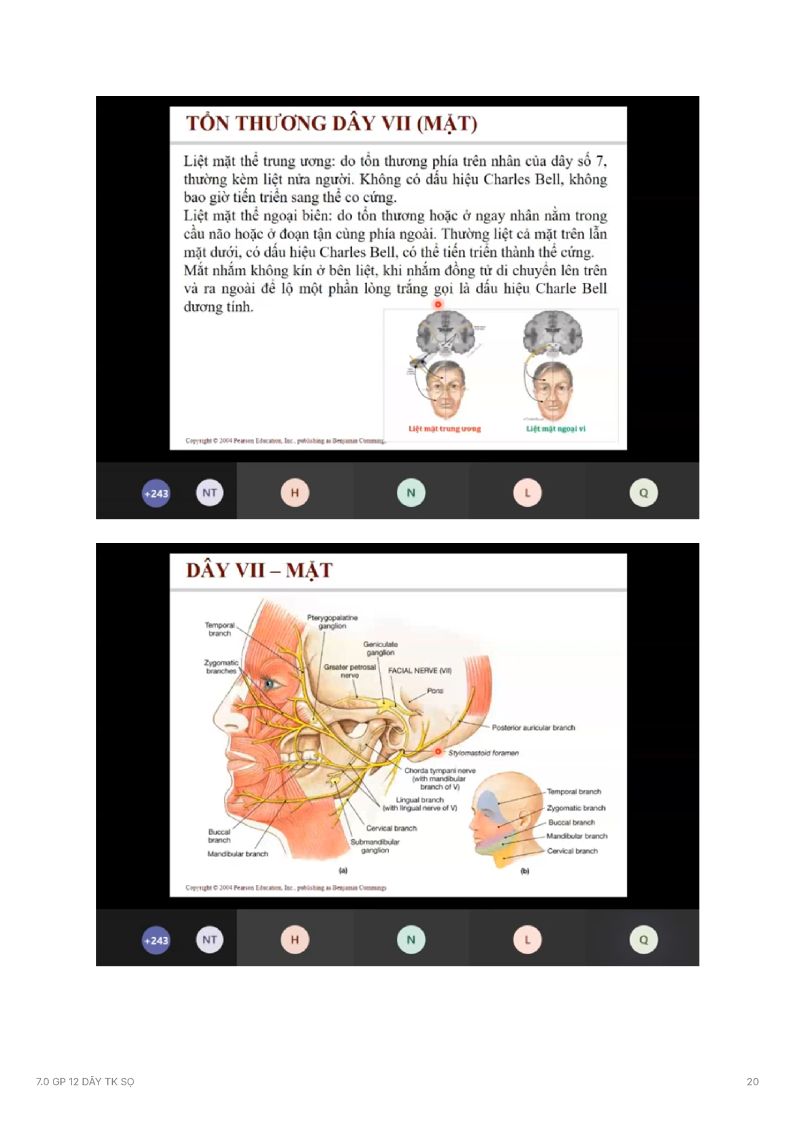 TỔN THƯƠNG DÂY VII (MẶT)
Liệt mặt thể trung ương: do tổn thương phía trên nhân của dây số 7,
thường kèm liệt nửa người. Không có dấu hiệu Charles Bell, không
bao giờ tiến triển sang thể co cứng.
Liệt mặt thể ngoại biên: do tổn thương hoặc ở ngay nhân nằm trong
cầu não hoặc ở đoạn tận cùng phía ngoài. Thường liệt cả mặt trên lẫn
mặt dưới, có dấu hiệu Charles Bell, có thể tiến triển thành thể cứng.
Mắt nhắm không kín ở bên liệt, khi nhắm đồng tử di chuyển lên trên
và ra ngoài để lộ một phần lòng trắng gọi là dấu hiệu Charle Bell
dương tính.
Liệt mặt trung ương
Liệt mặt ngoại vi
Copyright © 2004 Pearson Education, Inc., publishing as Benjamin Cumming
+243
NT
H
N
L
Q
DÂY VII – MẶT
Temporal
branch
Pterygopalatine
ganglion
Geniculate
ganglion
Zygomatic
branches
Greater petrosal
nerve
FACIAL NERVE (VII)
Pons
Posterior auricular branch
Stylomastoid foramen
Chorda tympani nerve
(with mandibular
branch of V)
Lingual branch
(with lingual nerve of V)
Temporal branch
Zygomatic branch
Buccal branch
Mandibular branch
Cervical branch
Cervical branch
Buccal
branch
Submandibular
ganglion
Mandibular branch
(a)
(b)
Copyright © 2004 Pearson Education, Inc., publishing as Benjamin Cummings
+243
NT
H
N
L
Q
7.0 GP 12 DÂY TK SỌ
20